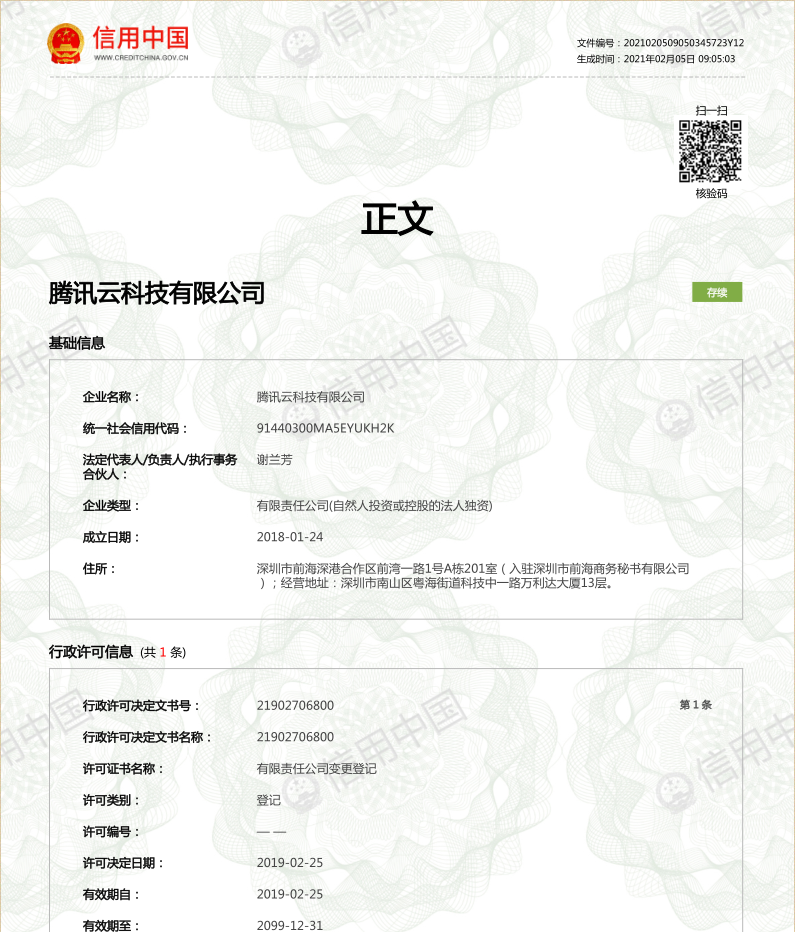 信用中国
WWW.CREDITCHINA.GOV.CN
文件编号：2021020509050345723Y12
生成时间：2021年02月05日 09:05:03
扫一扫
核验码
正文
腾讯云科技有限公司
存续
基础信息
企业名称： 腾讯云科技有限公司
统一社会信用代码： 91440300MA5EYUKH2K
法定代表人/负责人/执行事务 谢兰芳
合伙人：
企业类型： 有限责任公司(自然人投资或控股的法人独资)
成立日期： 2018-01-24
住所： 深圳市前海深港合作区前湾一路1号A栋201室（入驻深圳市前海商务秘书有限公司
）；经营地址：深圳市南山区粤海街道科技中一路万利达大厦13层。
行政许可信息 (共 1 条)
行政许可决定文书号： 21902706800 第 1 条
行政许可决定文书名称： 21902706800
许可证书名称： 有限责任公司变更登记
许可类别： 登记
许可编号： — —
许可决定日期： 2019-02-25
有效期自： 2019-02-25
有效期至： 2099-12-31